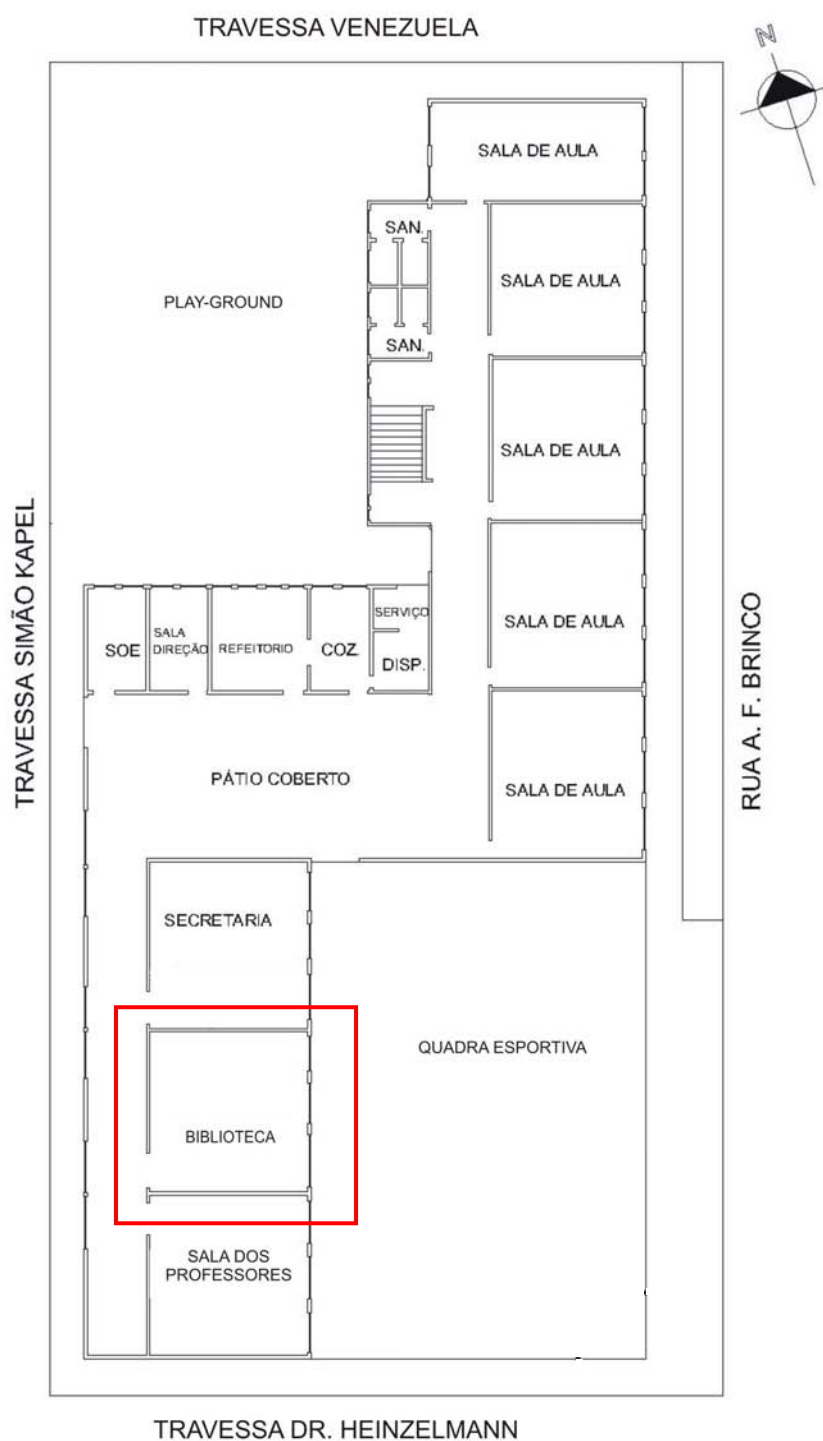 TRAVESSA VENEZUELA
N
SALA DE AULA
SAN.
SALA DE AULA
PLAY-GROUND
SAN.
SALA DE AULA
TRAVESSA SIMÃO KAPEL
RUA A. F. BRINCO
SERVIÇO
SALA DE AULA
SOE
SALA
DIREÇÃO
REFEITORIO
COZ.
DISP.
PÁTIO COBERTO
SALA DE AULA
SECRETARIA
QUADRA ESPORTIVA
BIBLIOTECA
SALA DOS
PROFESSORES
TRAVESSA DR. HEINZELMANN